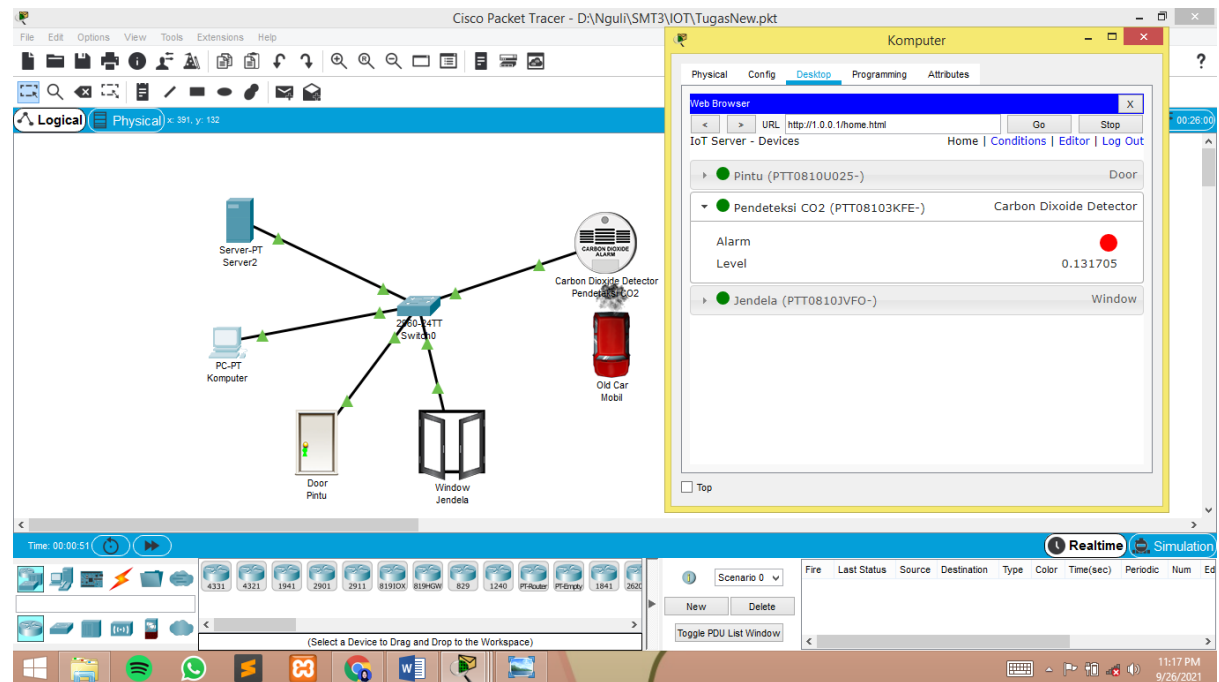 Cisco Packet Tracer - D:\Nguli\SMT3\IOT\TugasNew.pkt
File Edit Options View Tools Extensions Help
?
Logical Physical x: 391, y: 132
00:26:00
Server-PT
Server2
CARBON DIOXIDE
ALARM
Carbon Dioxide Detector
Pendeteksi CO2
2960-24TT
Switch0
PC-PT
Komputer
Old Car
Mobil
Door
Pintu
Window
Jendela
Komputer
Physical Config Desktop Programming Attributes
Web Browser X
< > URL http://1.0.0.1/home.html Go Stop
IoT Server - Devices Home | Conditions | Editor | Log Out
Pintu (PTT0810U025-) Door
Pendeteksi CO2 (PTT08103KFE-) Carbon Dixoide Detector
Alarm
Level 0.131705
Jendela (PTT0810JVFO-) Window
Top
Time: 00:00:51 Realtime Simulation
4331 4321 1941 2901 2911 819IOX 819HGW 829 1240 PT-Router PT-Empty 1841 2620
(Select a Device to Drag and Drop to the Workspace)
Scenario 0
New Delete
Toggle PDU List Window
Fire Last Status Source Destination Type Color Time(sec) Periodic Num Ed
11:17 PM
9/26/2021